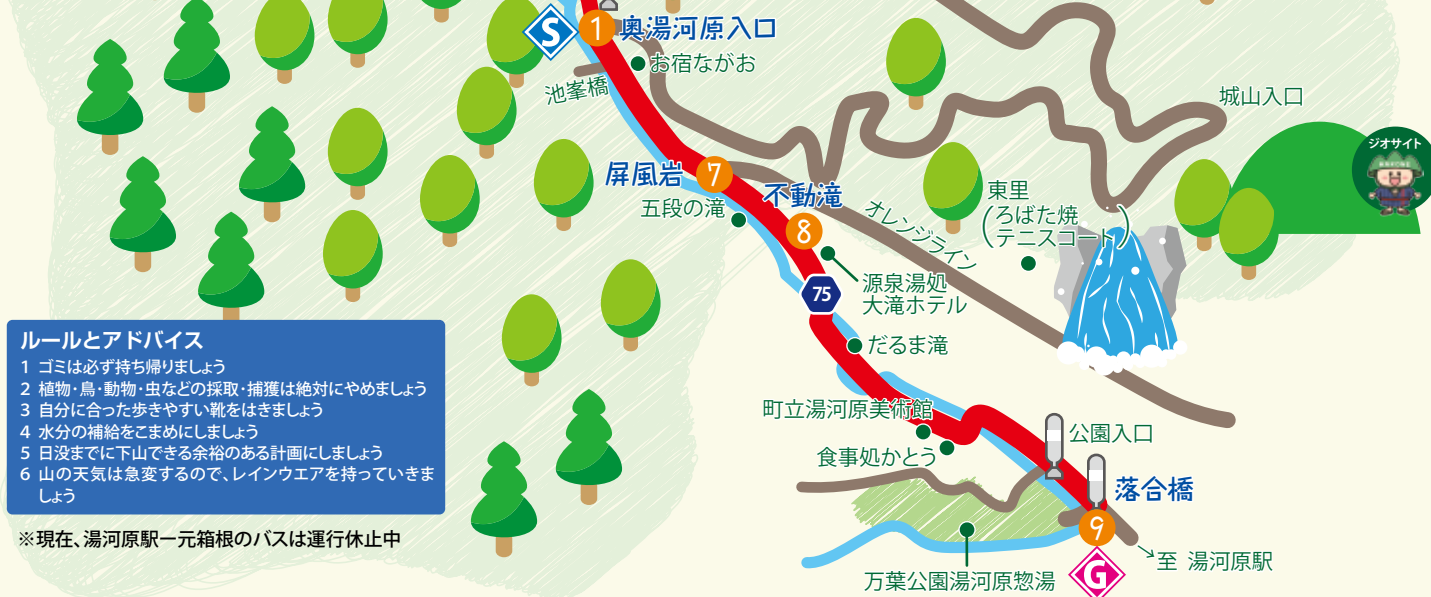 S
1 奥湯河原入口
お宿ながお
池峯橋
城山入口
ジオサイト
屏風岩 7
五段の滝
不動滝
8
オレンジライン
東里
(ろばた焼
テニスコート)
源泉湯処
大滝ホテル
75
だるま滝
町立湯河原美術館
食事処かとう
公園入口
落合橋
9
G
至 湯河原駅
万葉公園湯河原惣湯
ルールとアドバイス
1 ゴミは必ず持ち帰りましょう
2 植物・鳥・動物・虫などの採取・捕獲は絶対にやめましょう
3 自分に合った歩きやすい靴をはきましょう
4 水分の補給をこまめにしましょう
5 日没までに下山できる余裕のある計画にしましょう
6 山の天気は急変するので、レインウエアを持っていきま
しょう
※現在、湯河原駅ー元箱根のバスは運行休止中